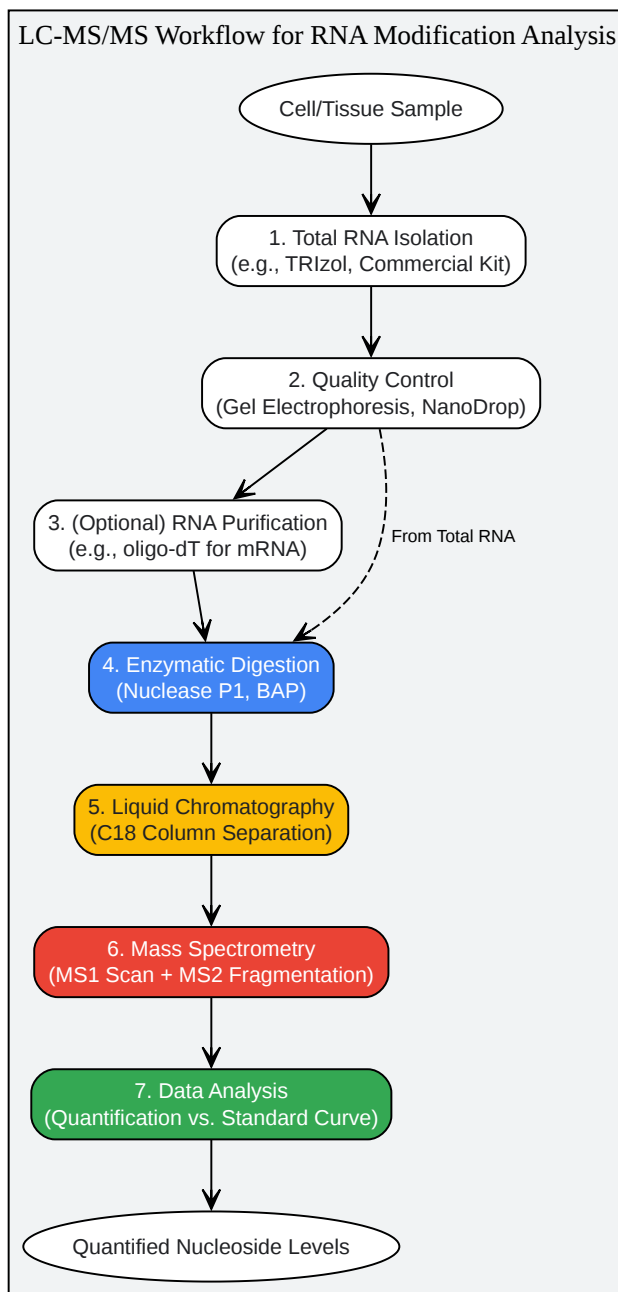 LC-MS/MS Workflow for RNA Modification Analysis
Cell/Tissue Sample
1. Total RNA Isolation
(e.g., TRIzol, Commercial Kit)
2. Quality Control
(Gel Electrophoresis, NanoDrop)
3. (Optional) RNA Purification
(e.g., oligo-dT for mRNA)
From Total RNA
4. Enzymatic Digestion
(Nuclease P1, BAP)
5. Liquid Chromatography
(C18 Column Separation)
6. Mass Spectrometry
(MS1 Scan + MS2 Fragmentation)
7. Data Analysis
(Quantification vs. Standard Curve)
Quantified Nucleoside Levels